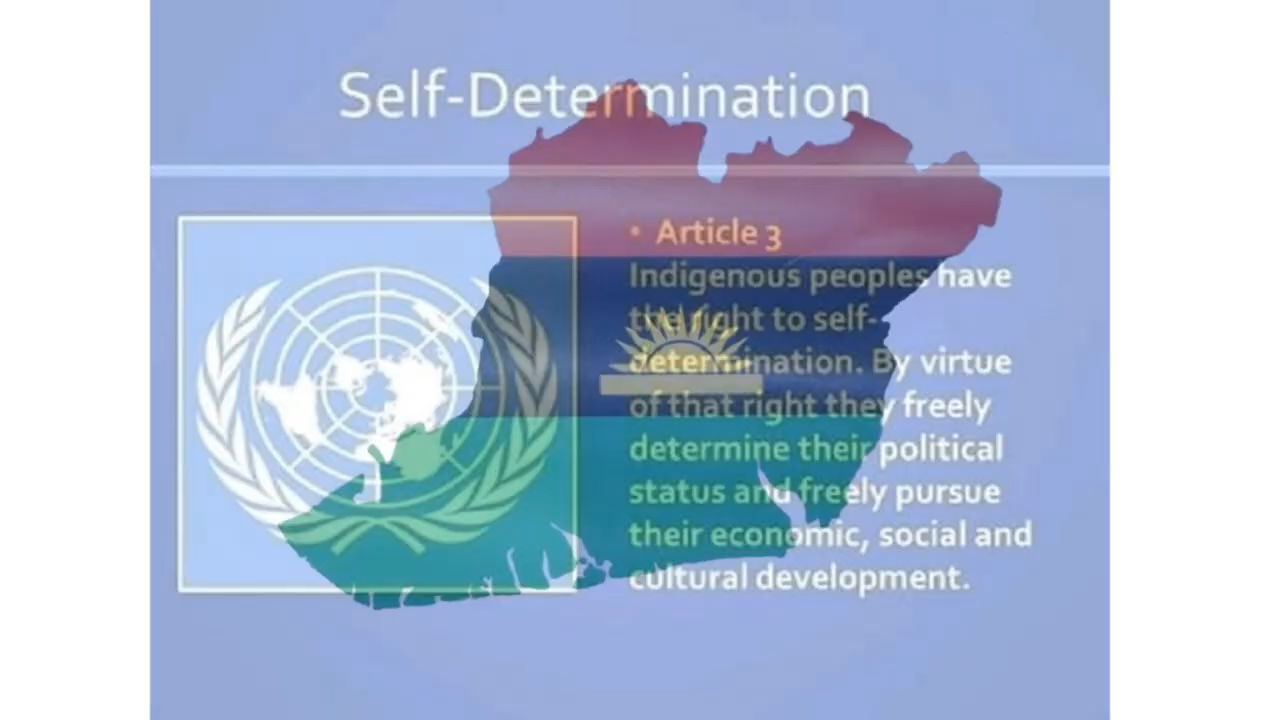 Self-Determination
• Article 3
Indigenous peoples have
the right to self-
determination. By virtue
of that right they freely
determine their political
status and freely pursue
their economic, social and
cultural development.